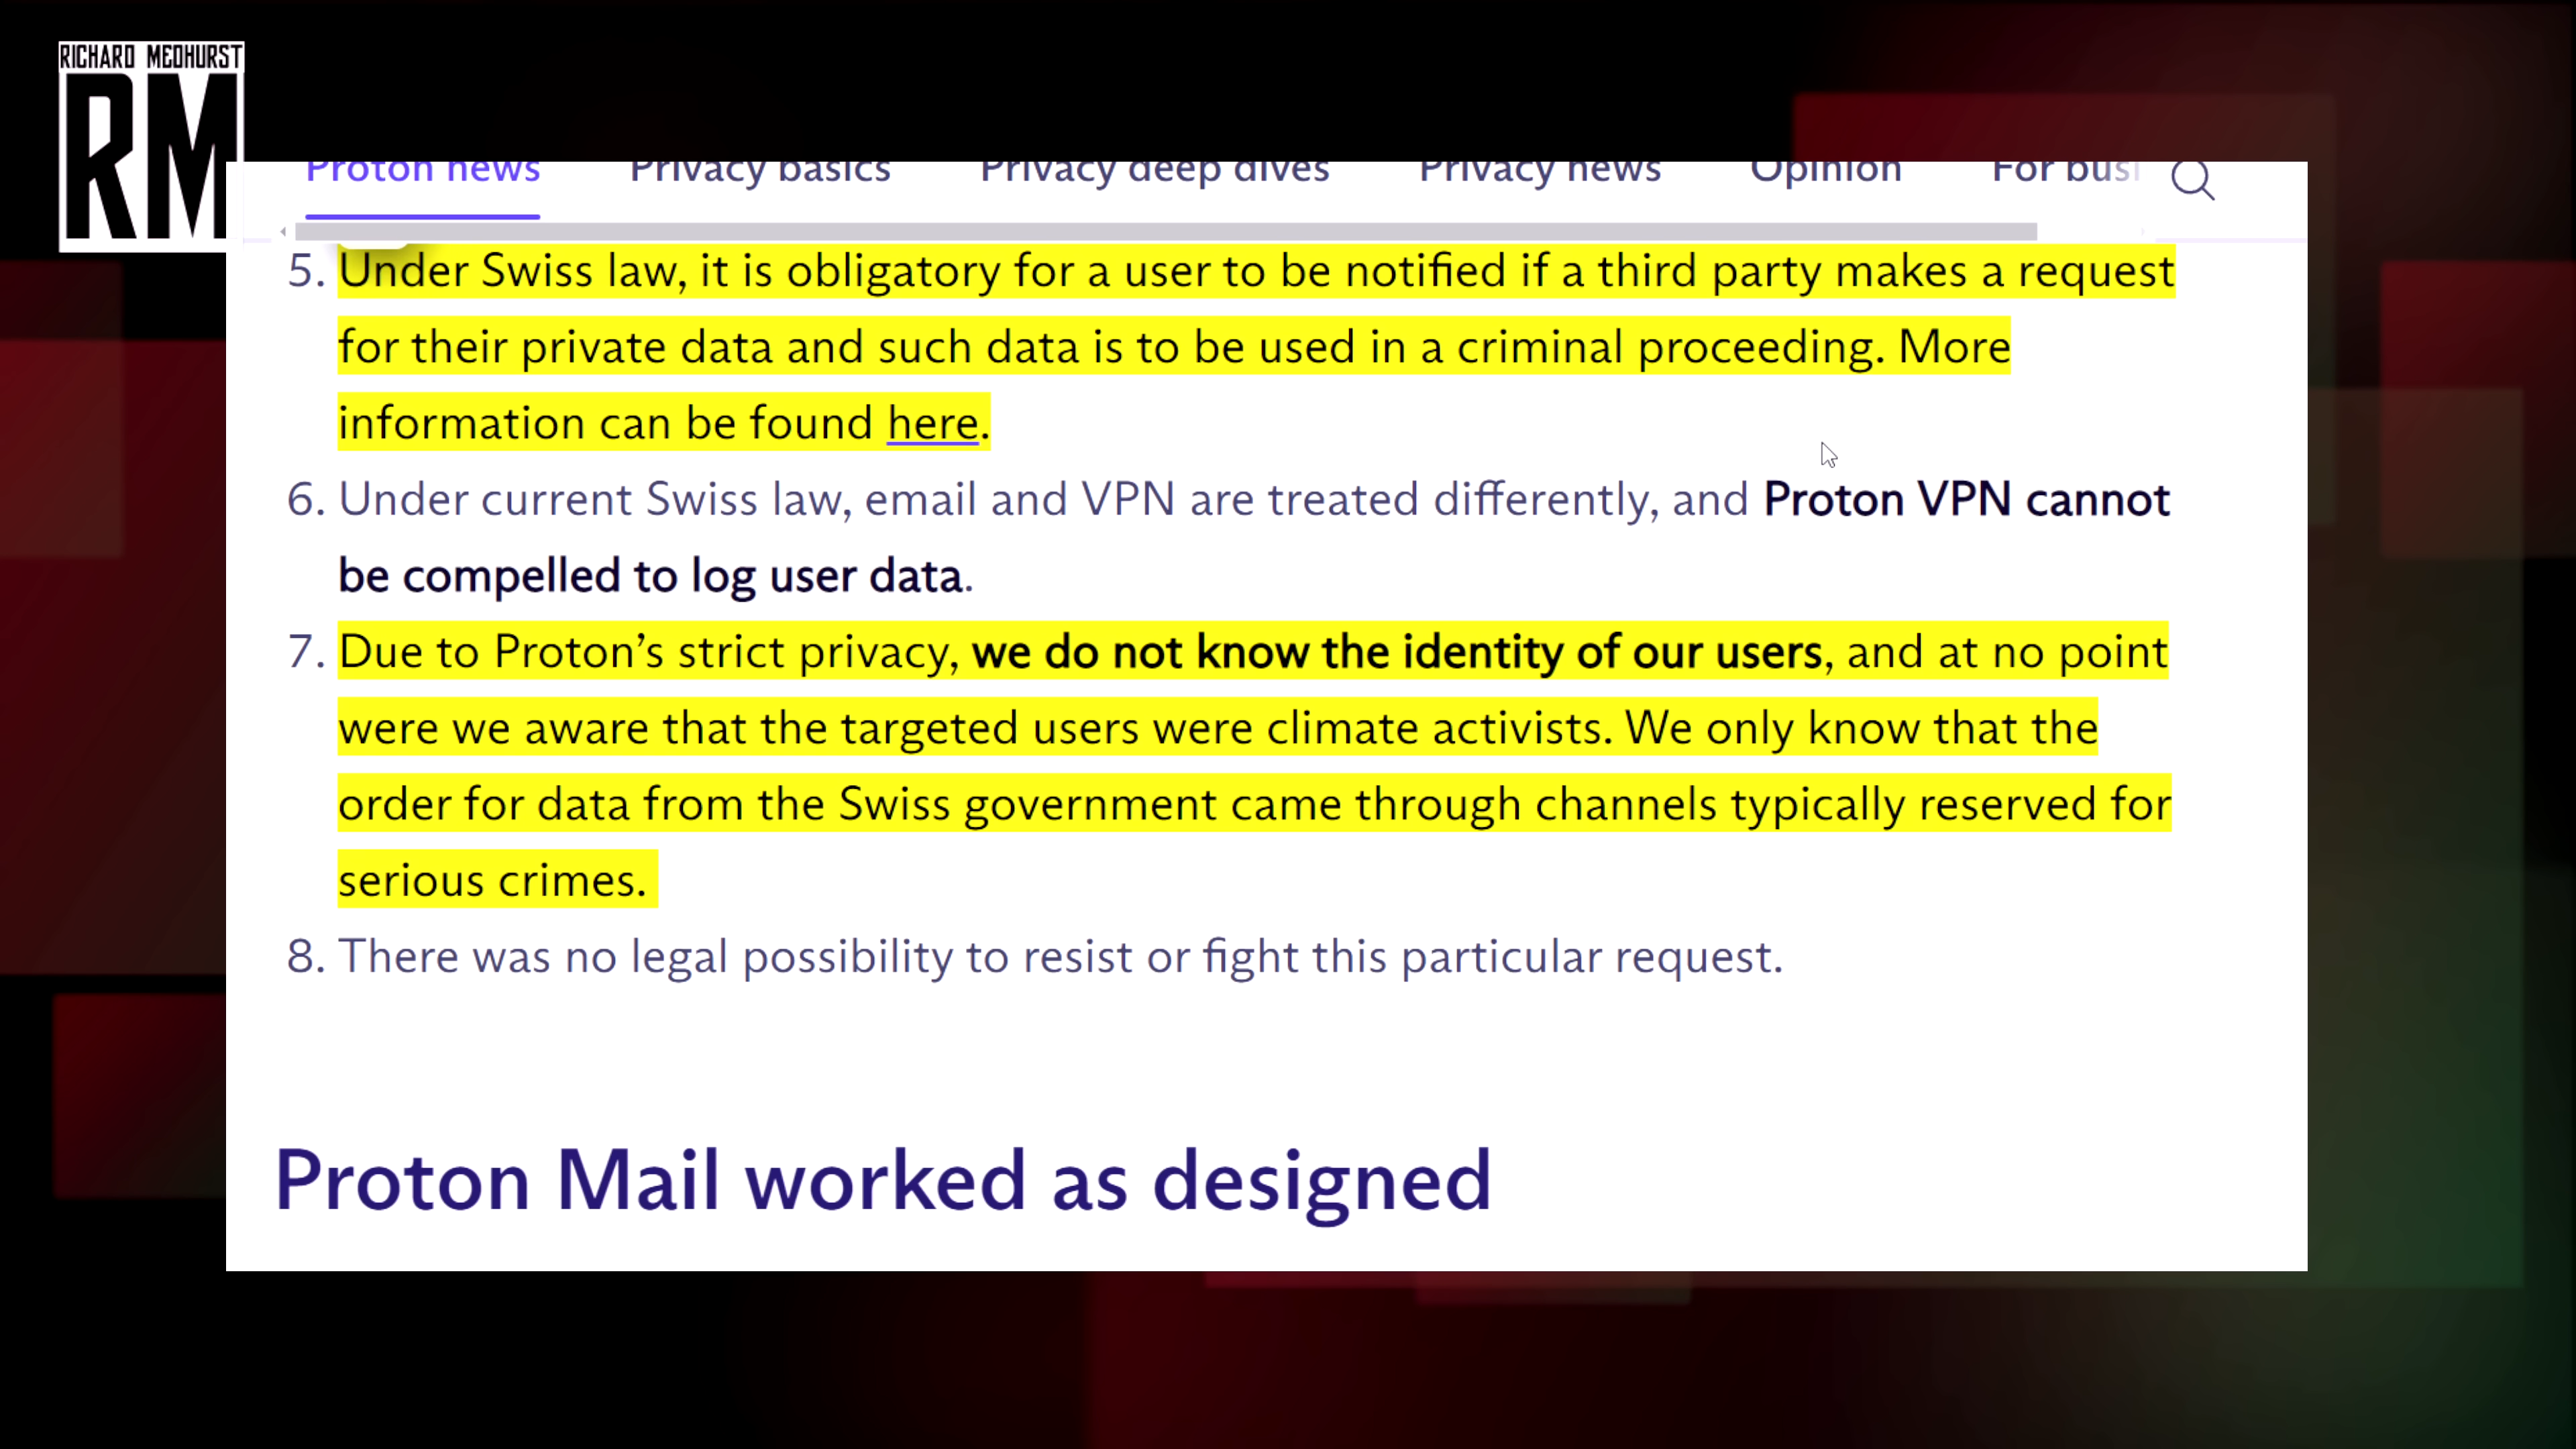 RICHARD MEDHURST
RM
Proton news Privacy basics Privacy deep dives Privacy news Opinion For busi
5. Under Swiss law, it is obligatory for a user to be notified if a third party makes a request
for their private data and such data is to be used in a criminal proceeding. More
information can be found here.
6. Under current Swiss law, email and VPN are treated differently, and Proton VPN cannot
be compelled to log user data.
7. Due to Proton’s strict privacy, we do not know the identity of our users, and at no point
were we aware that the targeted users were climate activists. We only know that the
order for data from the Swiss government came through channels typically reserved for
serious crimes.
8. There was no legal possibility to resist or fight this particular request.
Proton Mail worked as designed